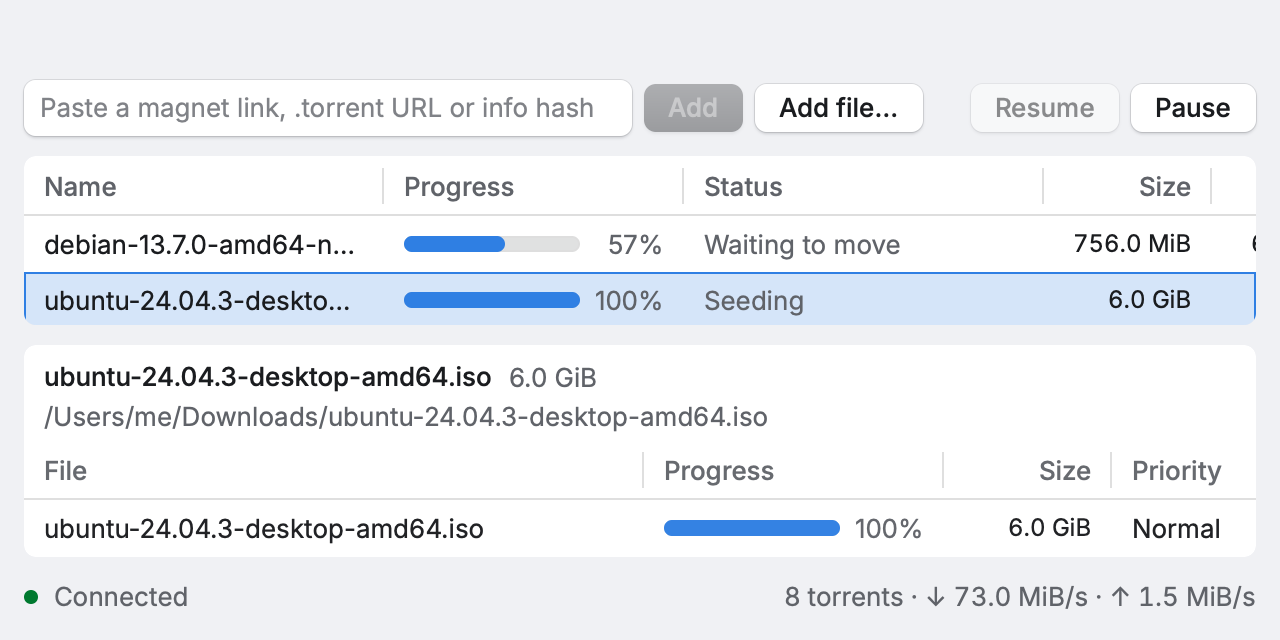 Paste a magnet link, .torrent URL or info hash Add Add file... Resume Pause
Name Progress Status Size
debian-13.7.0-amd64-n... 57% Waiting to move 756.0 MiB
ubuntu-24.04.3-deskto... 100% Seeding 6.0 GiB
ubuntu-24.04.3-desktop-amd64.iso 6.0 GiB
/Users/me/Downloads/ubuntu-24.04.3-desktop-amd64.iso
File Progress Size Priority
ubuntu-24.04.3-desktop-amd64.iso 100% 6.0 GiB Normal
Connected 8 torrents · ↓ 73.0 MiB/s · ↑ 1.5 MiB/s